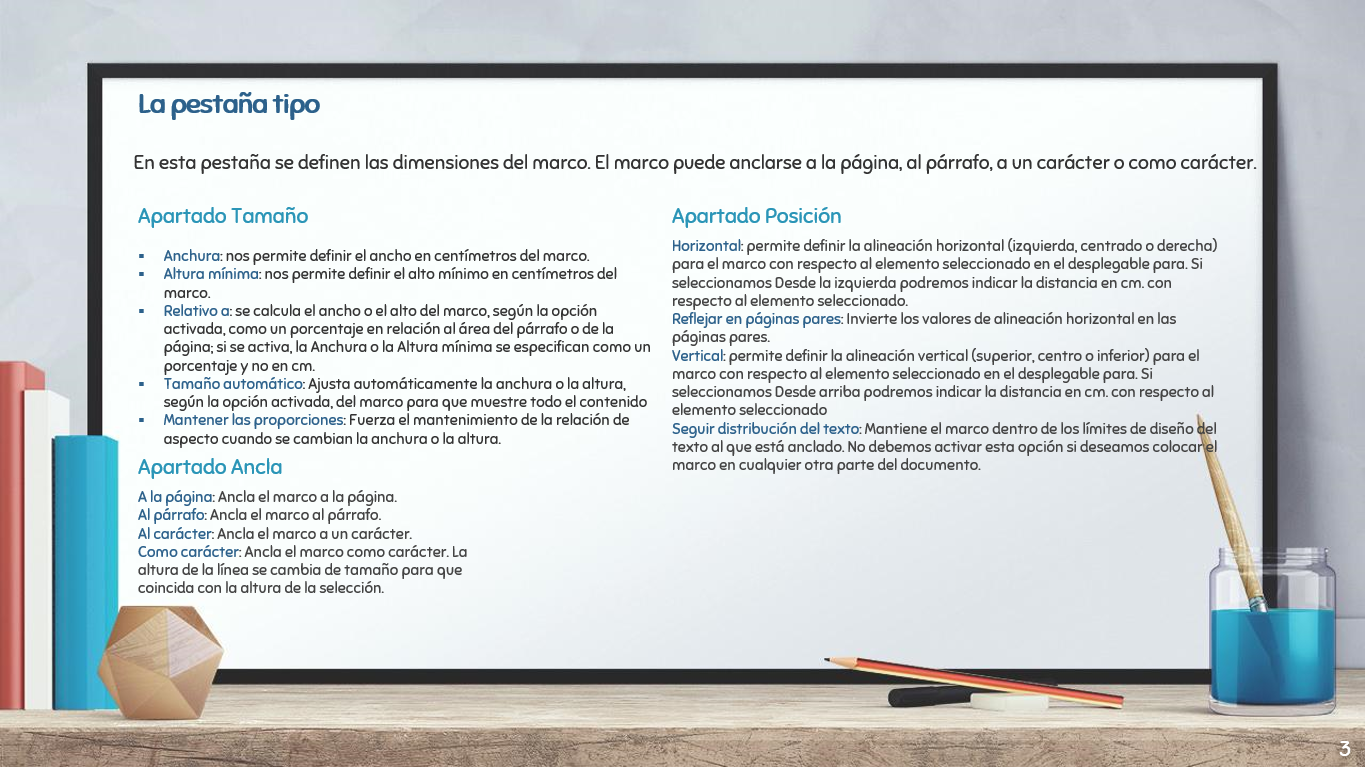 La pestaña tipo
En esta pestaña se definen las dimensiones del marco. El marco puede anclarse a la página, al párrafo, a un carácter o como carácter.
Apartado Tamaño
▪ Anchura: nos permite definir el ancho en centímetros del marco.
▪ Altura mínima: nos permite definir el alto mínimo en centímetros del
marco.
▪ Relativo a: se calcula el ancho o el alto del marco, según la opción
activada, como un porcentaje en relación al área del párrafo o de la
página; si se activa, la Anchura o la Altura mínima se especifican como un
porcentaje y no en cm.
▪ Tamaño automático: Ajusta automáticamente la anchura o la altura,
según la opción activada, del marco para que muestre todo el contenido
▪ Mantener las proporciones: Fuerza el mantenimiento de la relación de
aspecto cuando se cambian la anchura o la altura.
Apartado Ancla
A la página: Ancla el marco a la página.
Al párrafo: Ancla el marco al párrafo.
Al carácter: Ancla el marco a un carácter.
Como carácter: Ancla el marco como carácter. La
altura de la línea se cambia de tamaño para que
coincida con la altura de la selección.
Apartado Posición
Horizontal: permite definir la alineación horizontal (izquierda, centrado o derecha)
para el marco con respecto al elemento seleccionado en el desplegable para. Si
seleccionamos Desde la izquierda podremos indicar la distancia en cm. con
respecto al elemento seleccionado.
Reflejar en páginas pares: Invierte los valores de alineación horizontal en las
páginas pares.
Vertical: permite definir la alineación vertical (superior, centro o inferior) para el
marco con respecto al elemento seleccionado en el desplegable para. Si
seleccionamos Desde arriba podremos indicar la distancia en cm. con respecto al
elemento seleccionado
Seguir distribución del texto: Mantiene el marco dentro de los límites de diseño del
texto al que está anclado. No debemos activar esta opción si deseamos colocar el
marco en cualquier otra parte del documento.
3